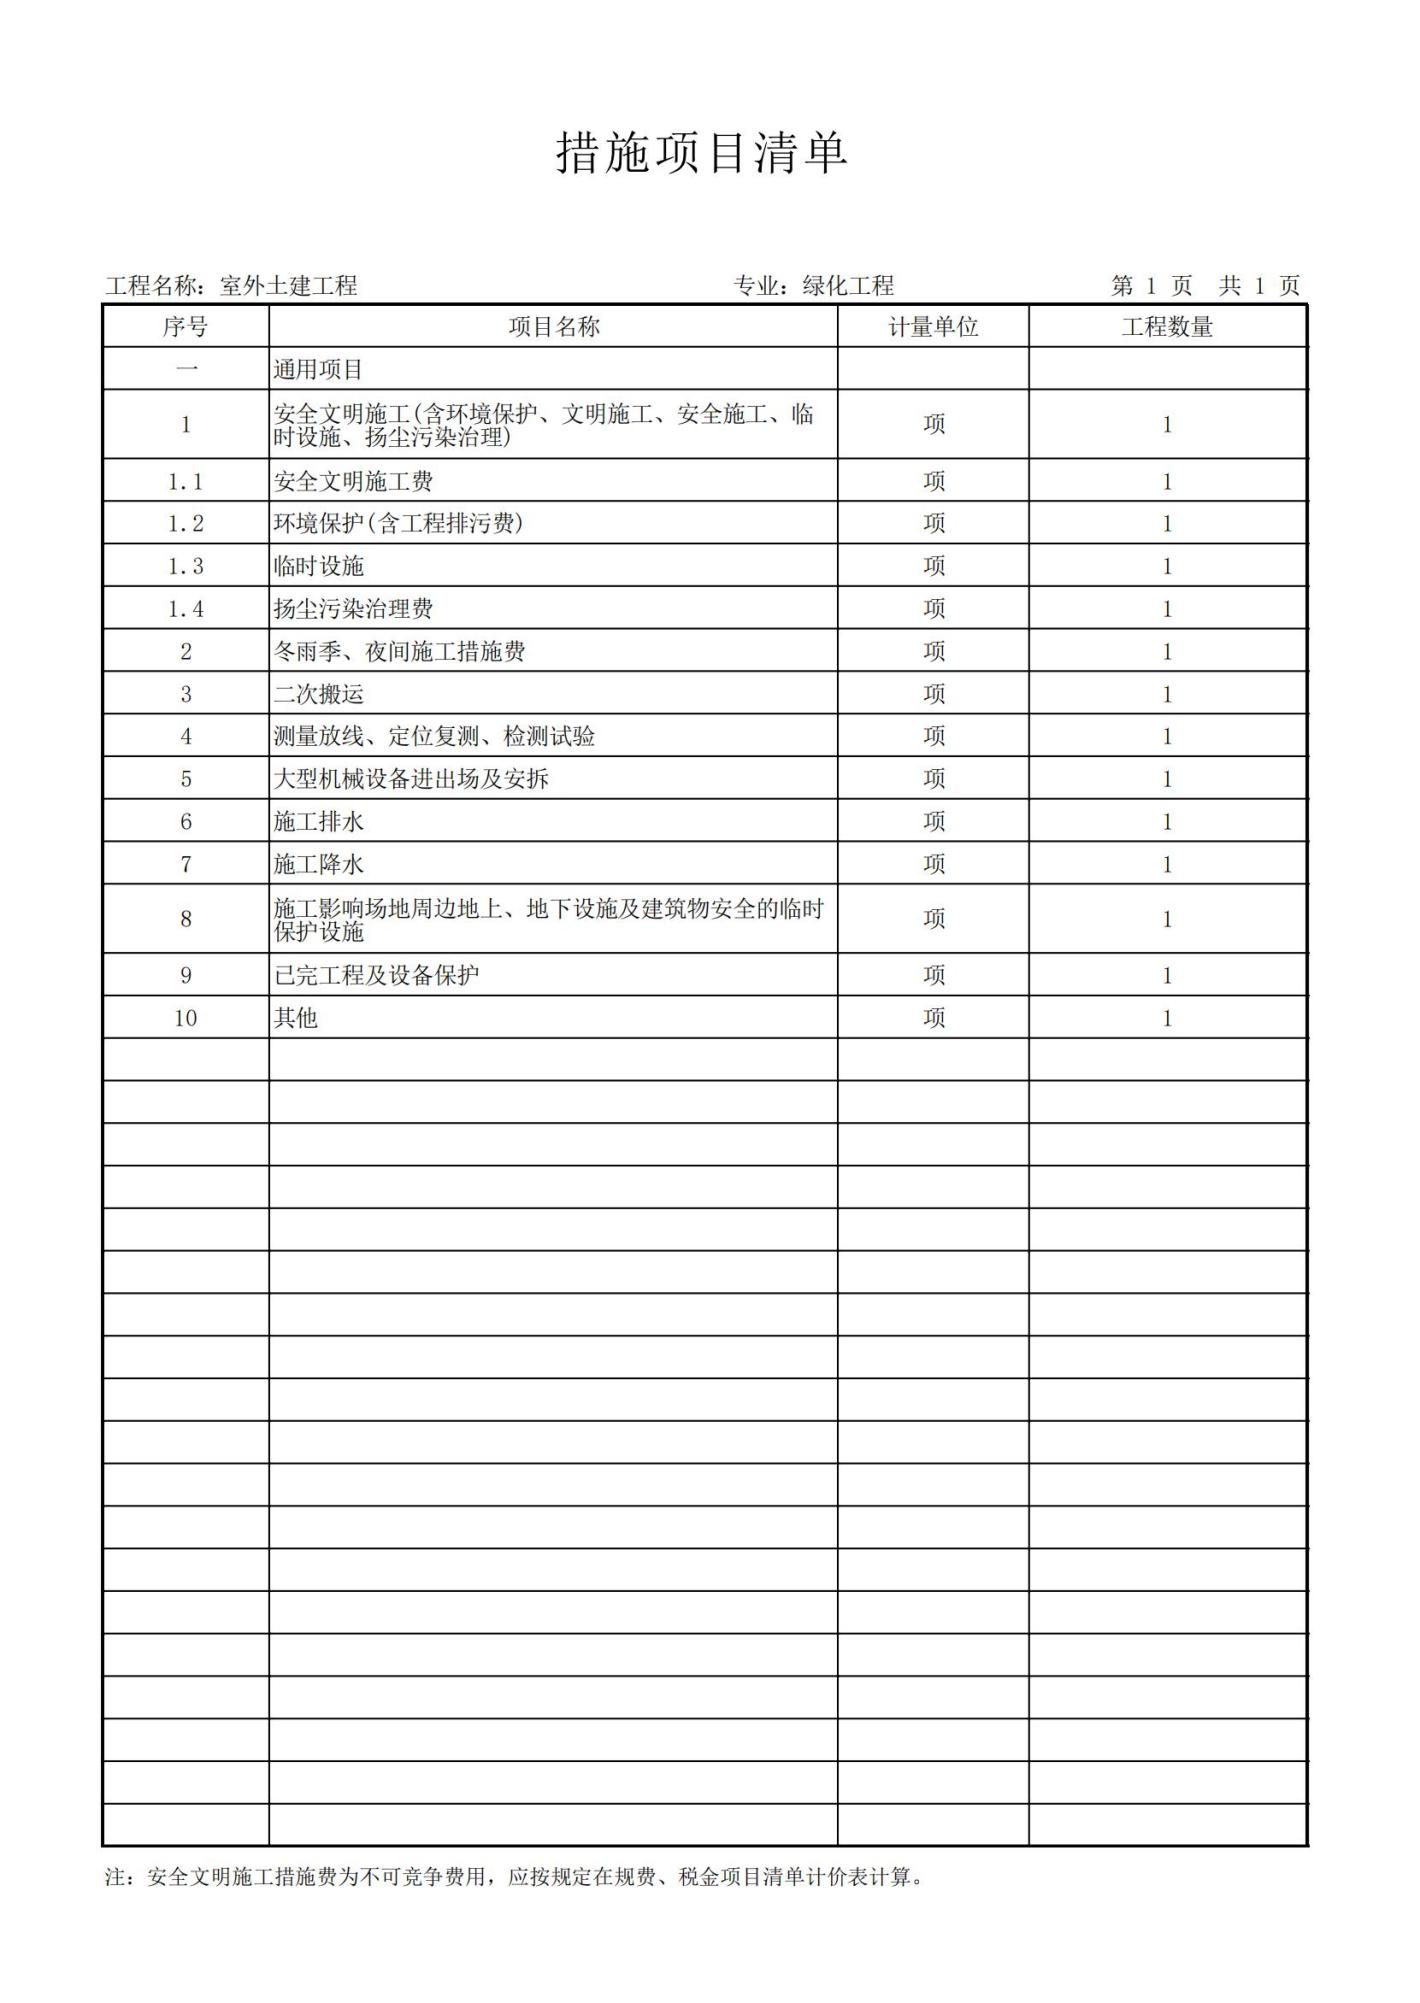 措施项目清单
工程名称：室外土建工程 专业：绿化工程 第 1 页 共 1 页
序号 项目名称 计量单位 工程数量
一 通用项目
1 安全文明施工(含环境保护、文明施工、安全施工、临 项 1
时设施、扬尘污染治理)
1.1 安全文明施工费 项 1
1.2 环境保护(含工程排污费) 项 1
1.3 临时设施 项 1
1.4 扬尘污染治理费 项 1
2 冬雨季、夜间施工措施费 项 1
3 二次搬运 项 1
4 测量放线、定位复测、检测试验 项 1
5 大型机械设备进出场及安拆 项 1
6 施工排水 项 1
7 施工降水 项 1
8 施工影响场地周边地上、地下设施及建筑物安全的临时 项 1
保护设施
9 已完工程及设备保护 项 1
10 其他 项 1
注：安全文明施工措施费为不可竞争费用，应按规定在规费、税金项目清单计价表计算。